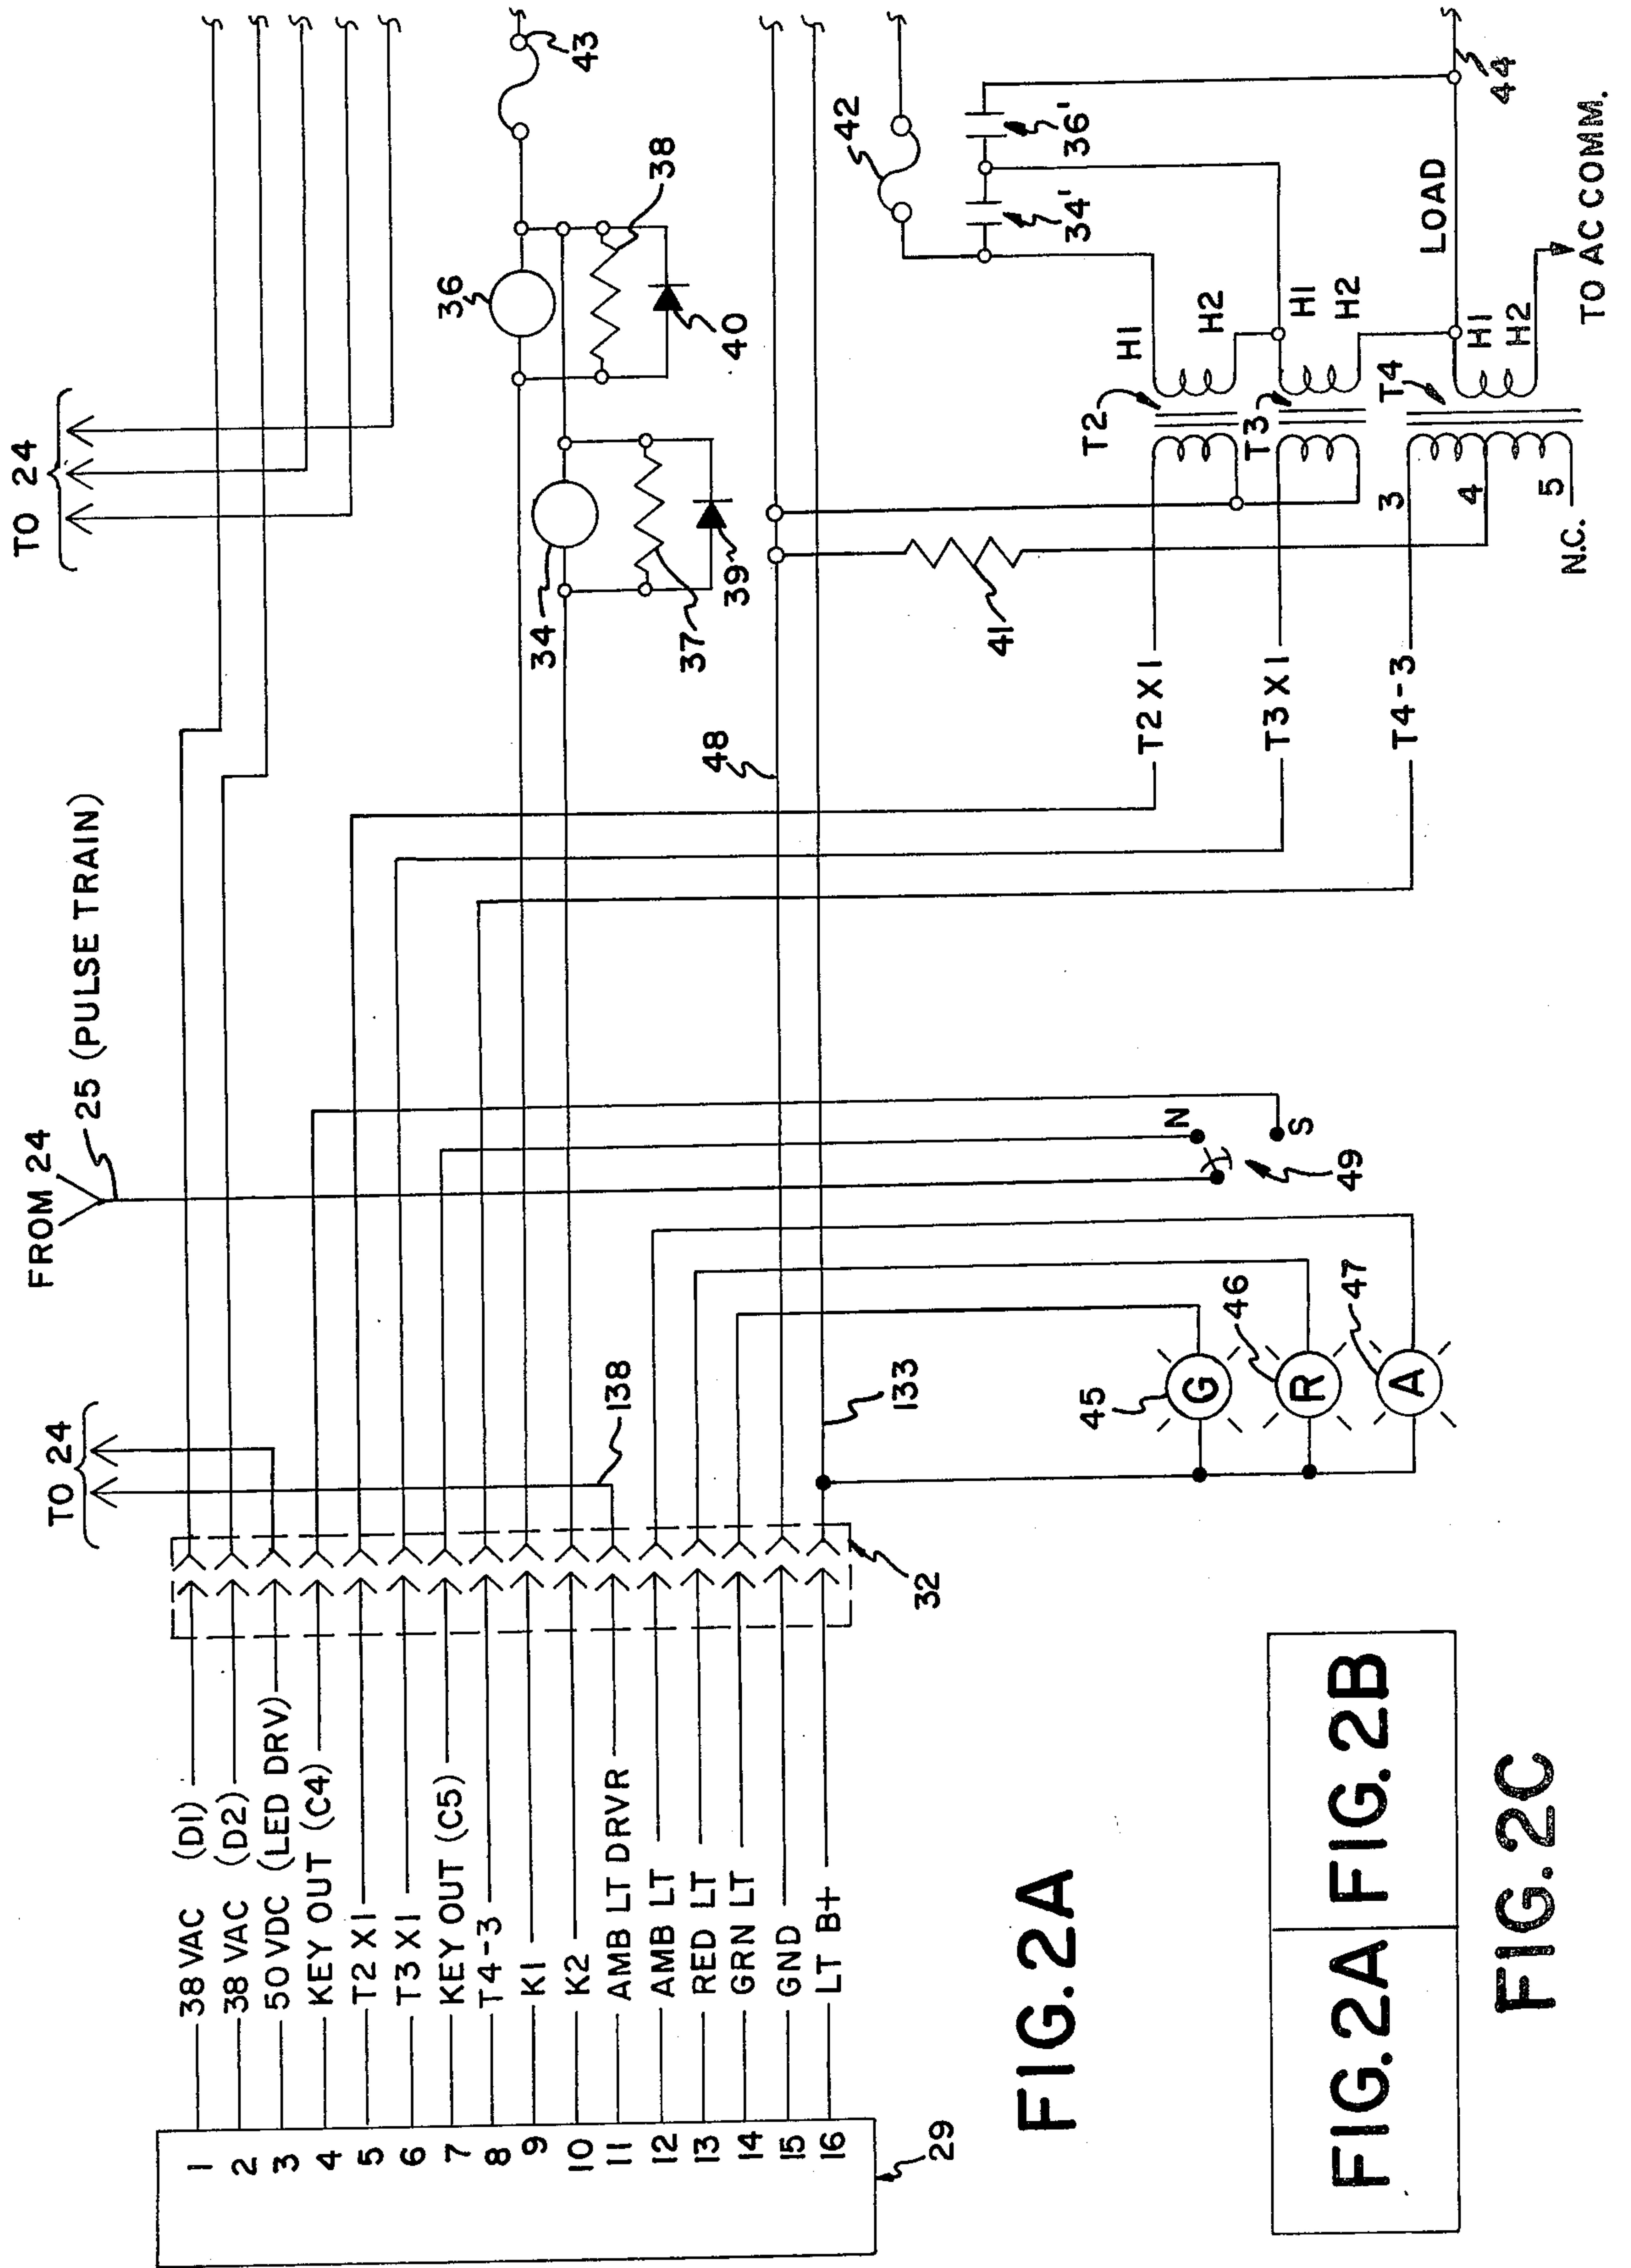 TO 24
FROM 24
25 (PULSE TRAIN)
TO 24
1 38 VAC (D1)
2 38 VAC (D2)
3 50 VDC (LED DRV)
4 KEY OUT (C4)
5 T2 X1
6 T3 X1
7 KEY OUT (C5)
8 T4-3
9 K1
10 K2
11 AMB LT DRVR
12 AMB LT
13 RED LT
14 GRN LT
15 GND
16 LT B+
29
32
138
133
45
G
46
R
47
A
N
S
49
48
T2 X1
T3 X1
T4-3
34
37
39
36
38
40
43
41
42
34'
36'
T2
H1
H2
T3
H1
H2
T4
H1
H2
3
4
5
N.C.
LOAD
44
TO AC COMM.
FIG. 2A
FIG. 2A FIG. 2B
FIG. 2C